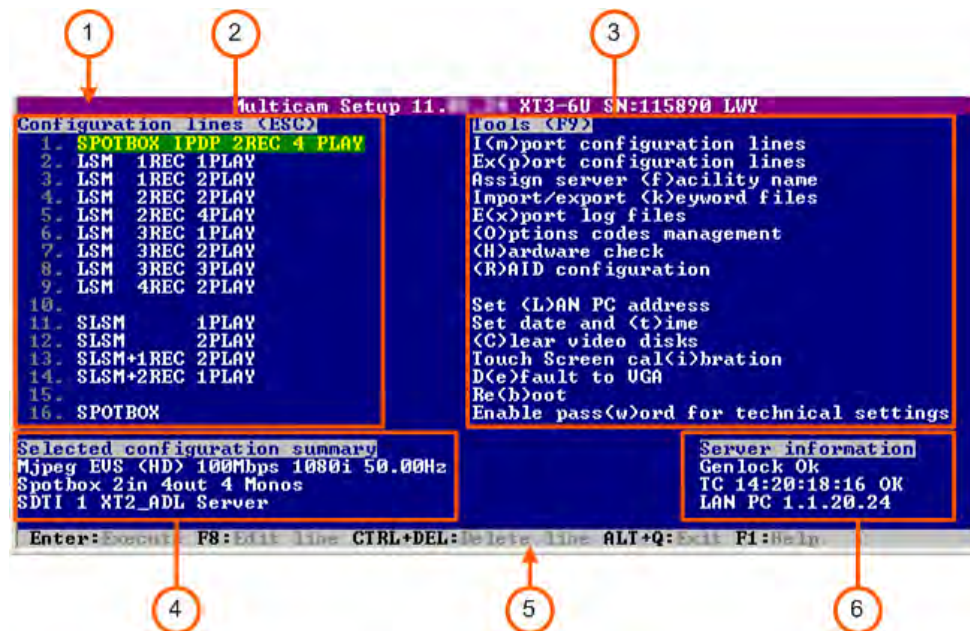 1 2 3
Multicam Setup 11. XT3-6U SN:115890 LWY
Configuration lines (ESC)
1. SPOTBOX IPDP 2REC 4 PLAY
2. LSM 1REC 1PLAY
3. LSM 1REC 2PLAY
4. LSM 2REC 2PLAY
5. LSM 2REC 4PLAY
6. LSM 3REC 1PLAY
7. LSM 3REC 2PLAY
8. LSM 3REC 3PLAY
9. LSM 4REC 2PLAY
10.
11. SLSM 1PLAY
12. SLSM 2PLAY
13. SLSM+1REC 2PLAY
14. SLSM+2REC 1PLAY
15.
16. SPOTBOX
Tools (F9)
I(m)port configuration lines
Ex(p)ort configuration lines
Assign server (f)acility name
Import/export (k)eyword files
E(x)port log files
(O)ptions codes management
(H)ardware check
(R)AID configuration
Set (L)AN PC address
Set date and (t)ime
(C)lear video disks
Touch Screen cal(i)bration
D(e)fault to VGA
Re(b)oot
Enable pass(w)ord for technical settings
Selected configuration summary
Mjpeg EVS (HD) 100Mbps 1080i 50.00Hz
Spotbox 2in 4out 4 Monos
SDTI 1 XT2_ADL Server
Server information
Genlock Ok
TC 14:20:18:16 OK
LAN PC 1.1.20.24
Enter:Execute F8:Edit line CTRL+DEL:Delete line ALT+Q:Exit F1:Help
4 5 6